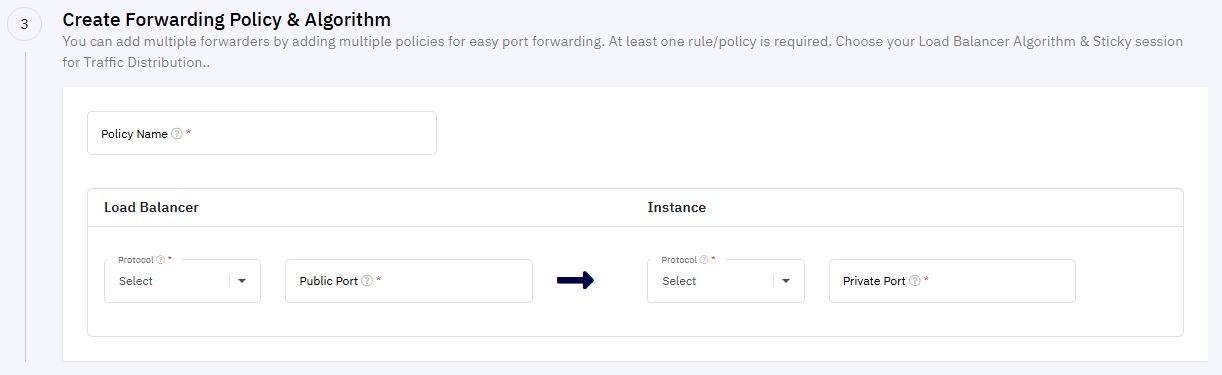 3
Create Forwarding Policy & Algorithm
You can add multiple forwarders by adding multiple policies for easy port forwarding. At least one rule/policy is required. Choose your Load Balancer Algorithm & Sticky session
for Traffic Distribution..
Policy Name ? *
Load Balancer Instance
Protocol ? * Protocol ? *
Select Public Port ? * Select Private Port ? *